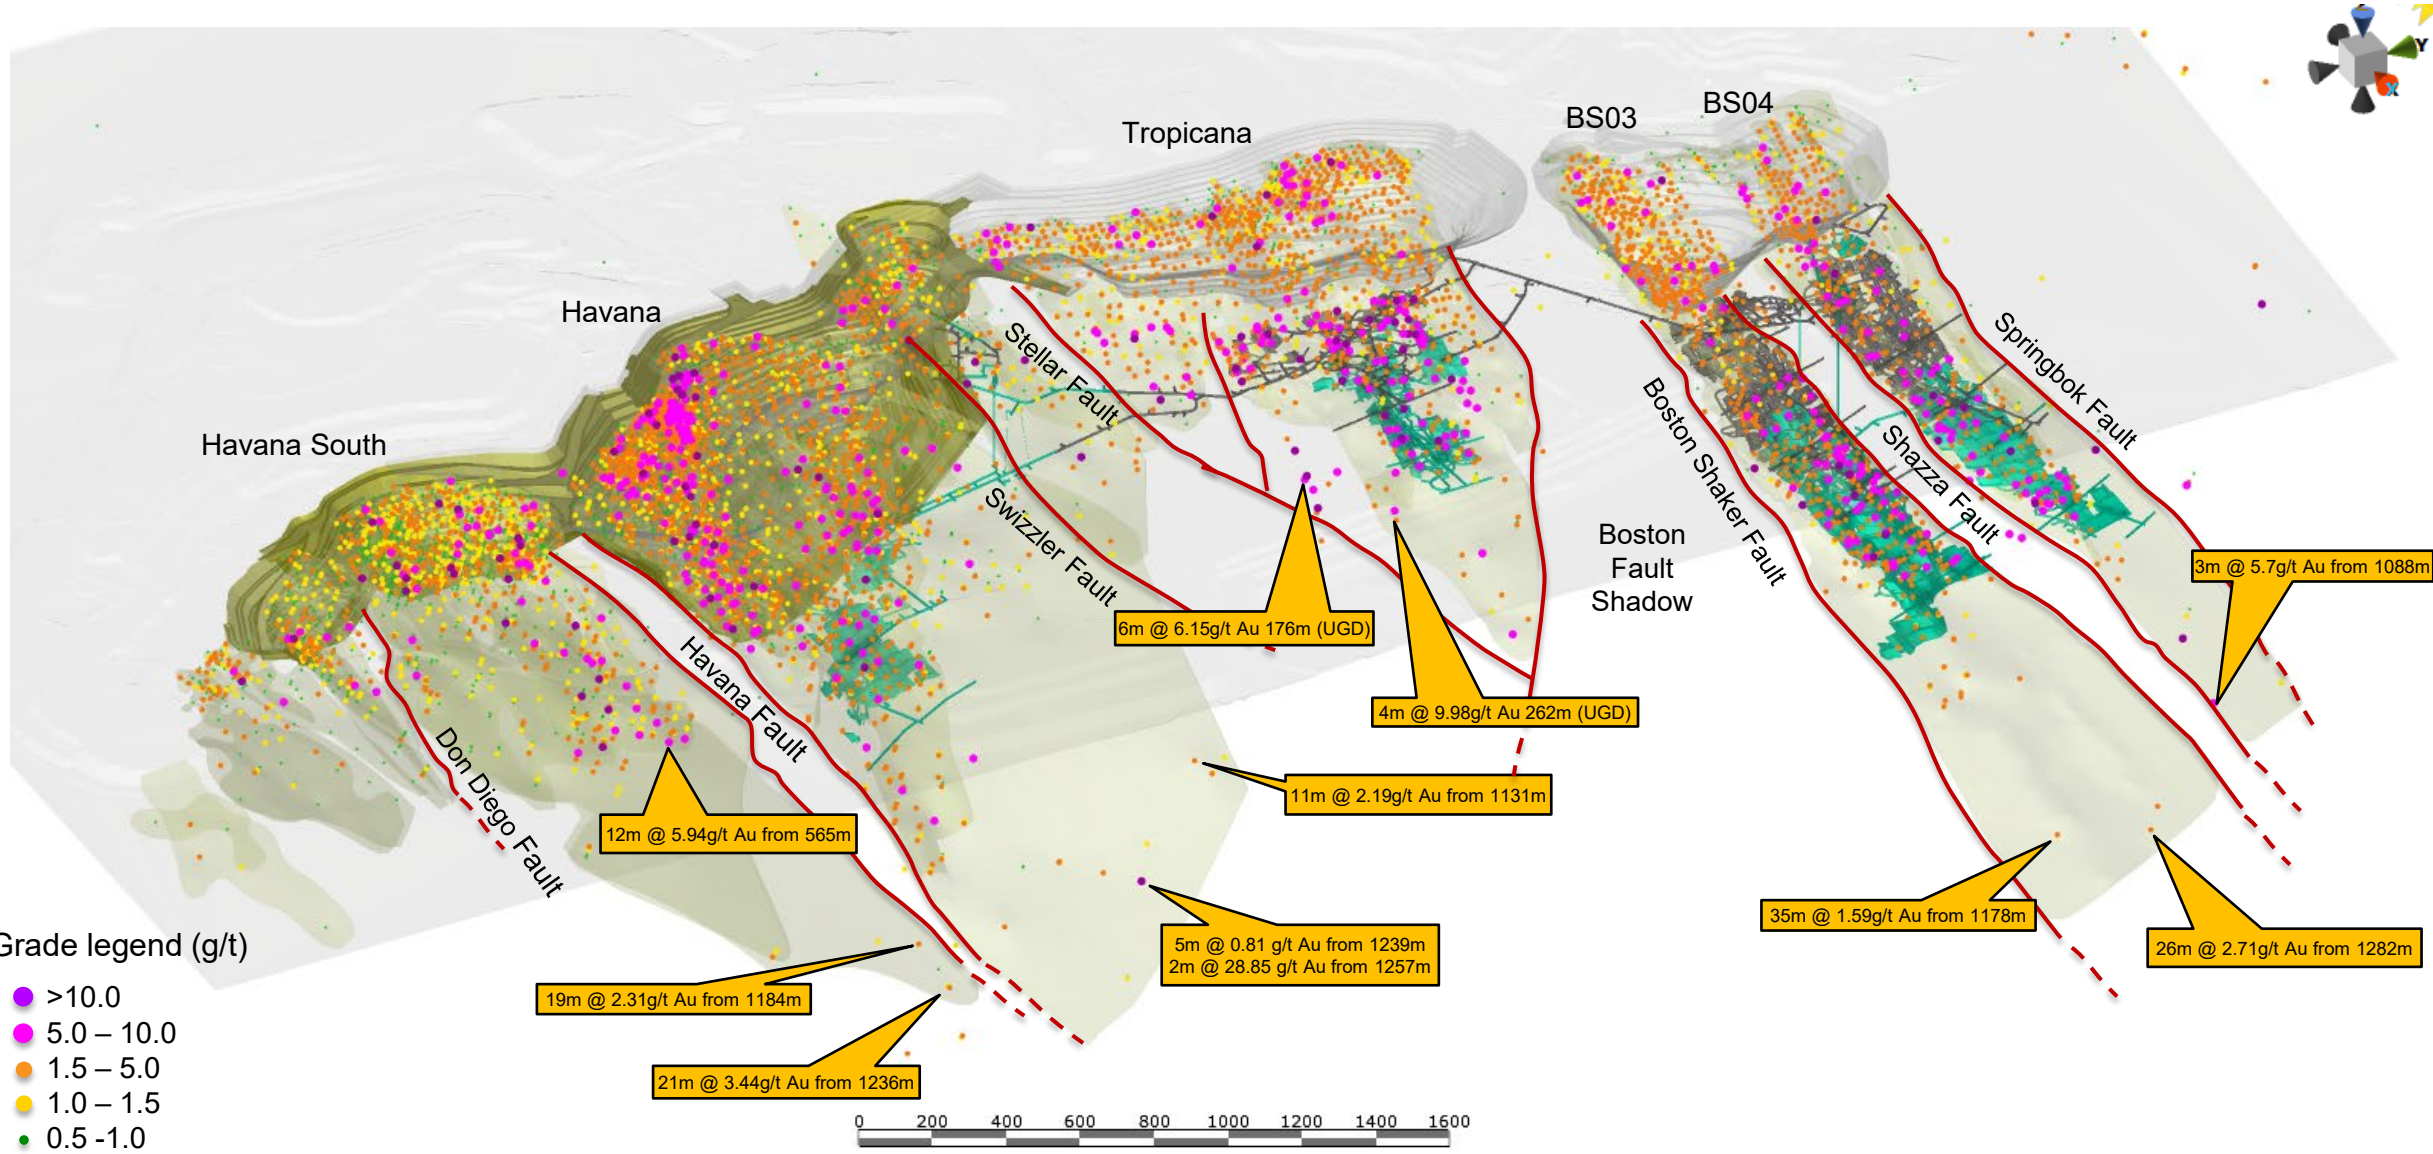 Y
X
BS04
BS03
Tropicana
Havana
Havana South
Stellar Fault
Swizzler Fault
Springbok Fault
Boston Shaker Fault
Shazza Fault
Boston
Fault
Shadow
3m @ 5.7g/t Au from 1088m
6m @ 6.15g/t Au 176m (UGD)
Havana Fault
4m @ 9.98g/t Au 262m (UGD)
Don Diego Fault
11m @ 2.19g/t Au from 1131m
12m @ 5.94g/t Au from 565m
35m @ 1.59g/t Au from 1178m
5m @ 0.81 g/t Au from 1239m
2m @ 28.85 g/t Au from 1257m
26m @ 2.71g/t Au from 1282m
19m @ 2.31g/t Au from 1184m
21m @ 3.44g/t Au from 1236m
Grade legend (g/t)
>10.0
5.0 – 10.0
1.5 – 5.0
1.0 – 1.5
0.5 -1.0
0 200 400 600 800 1000 1200 1400 1600